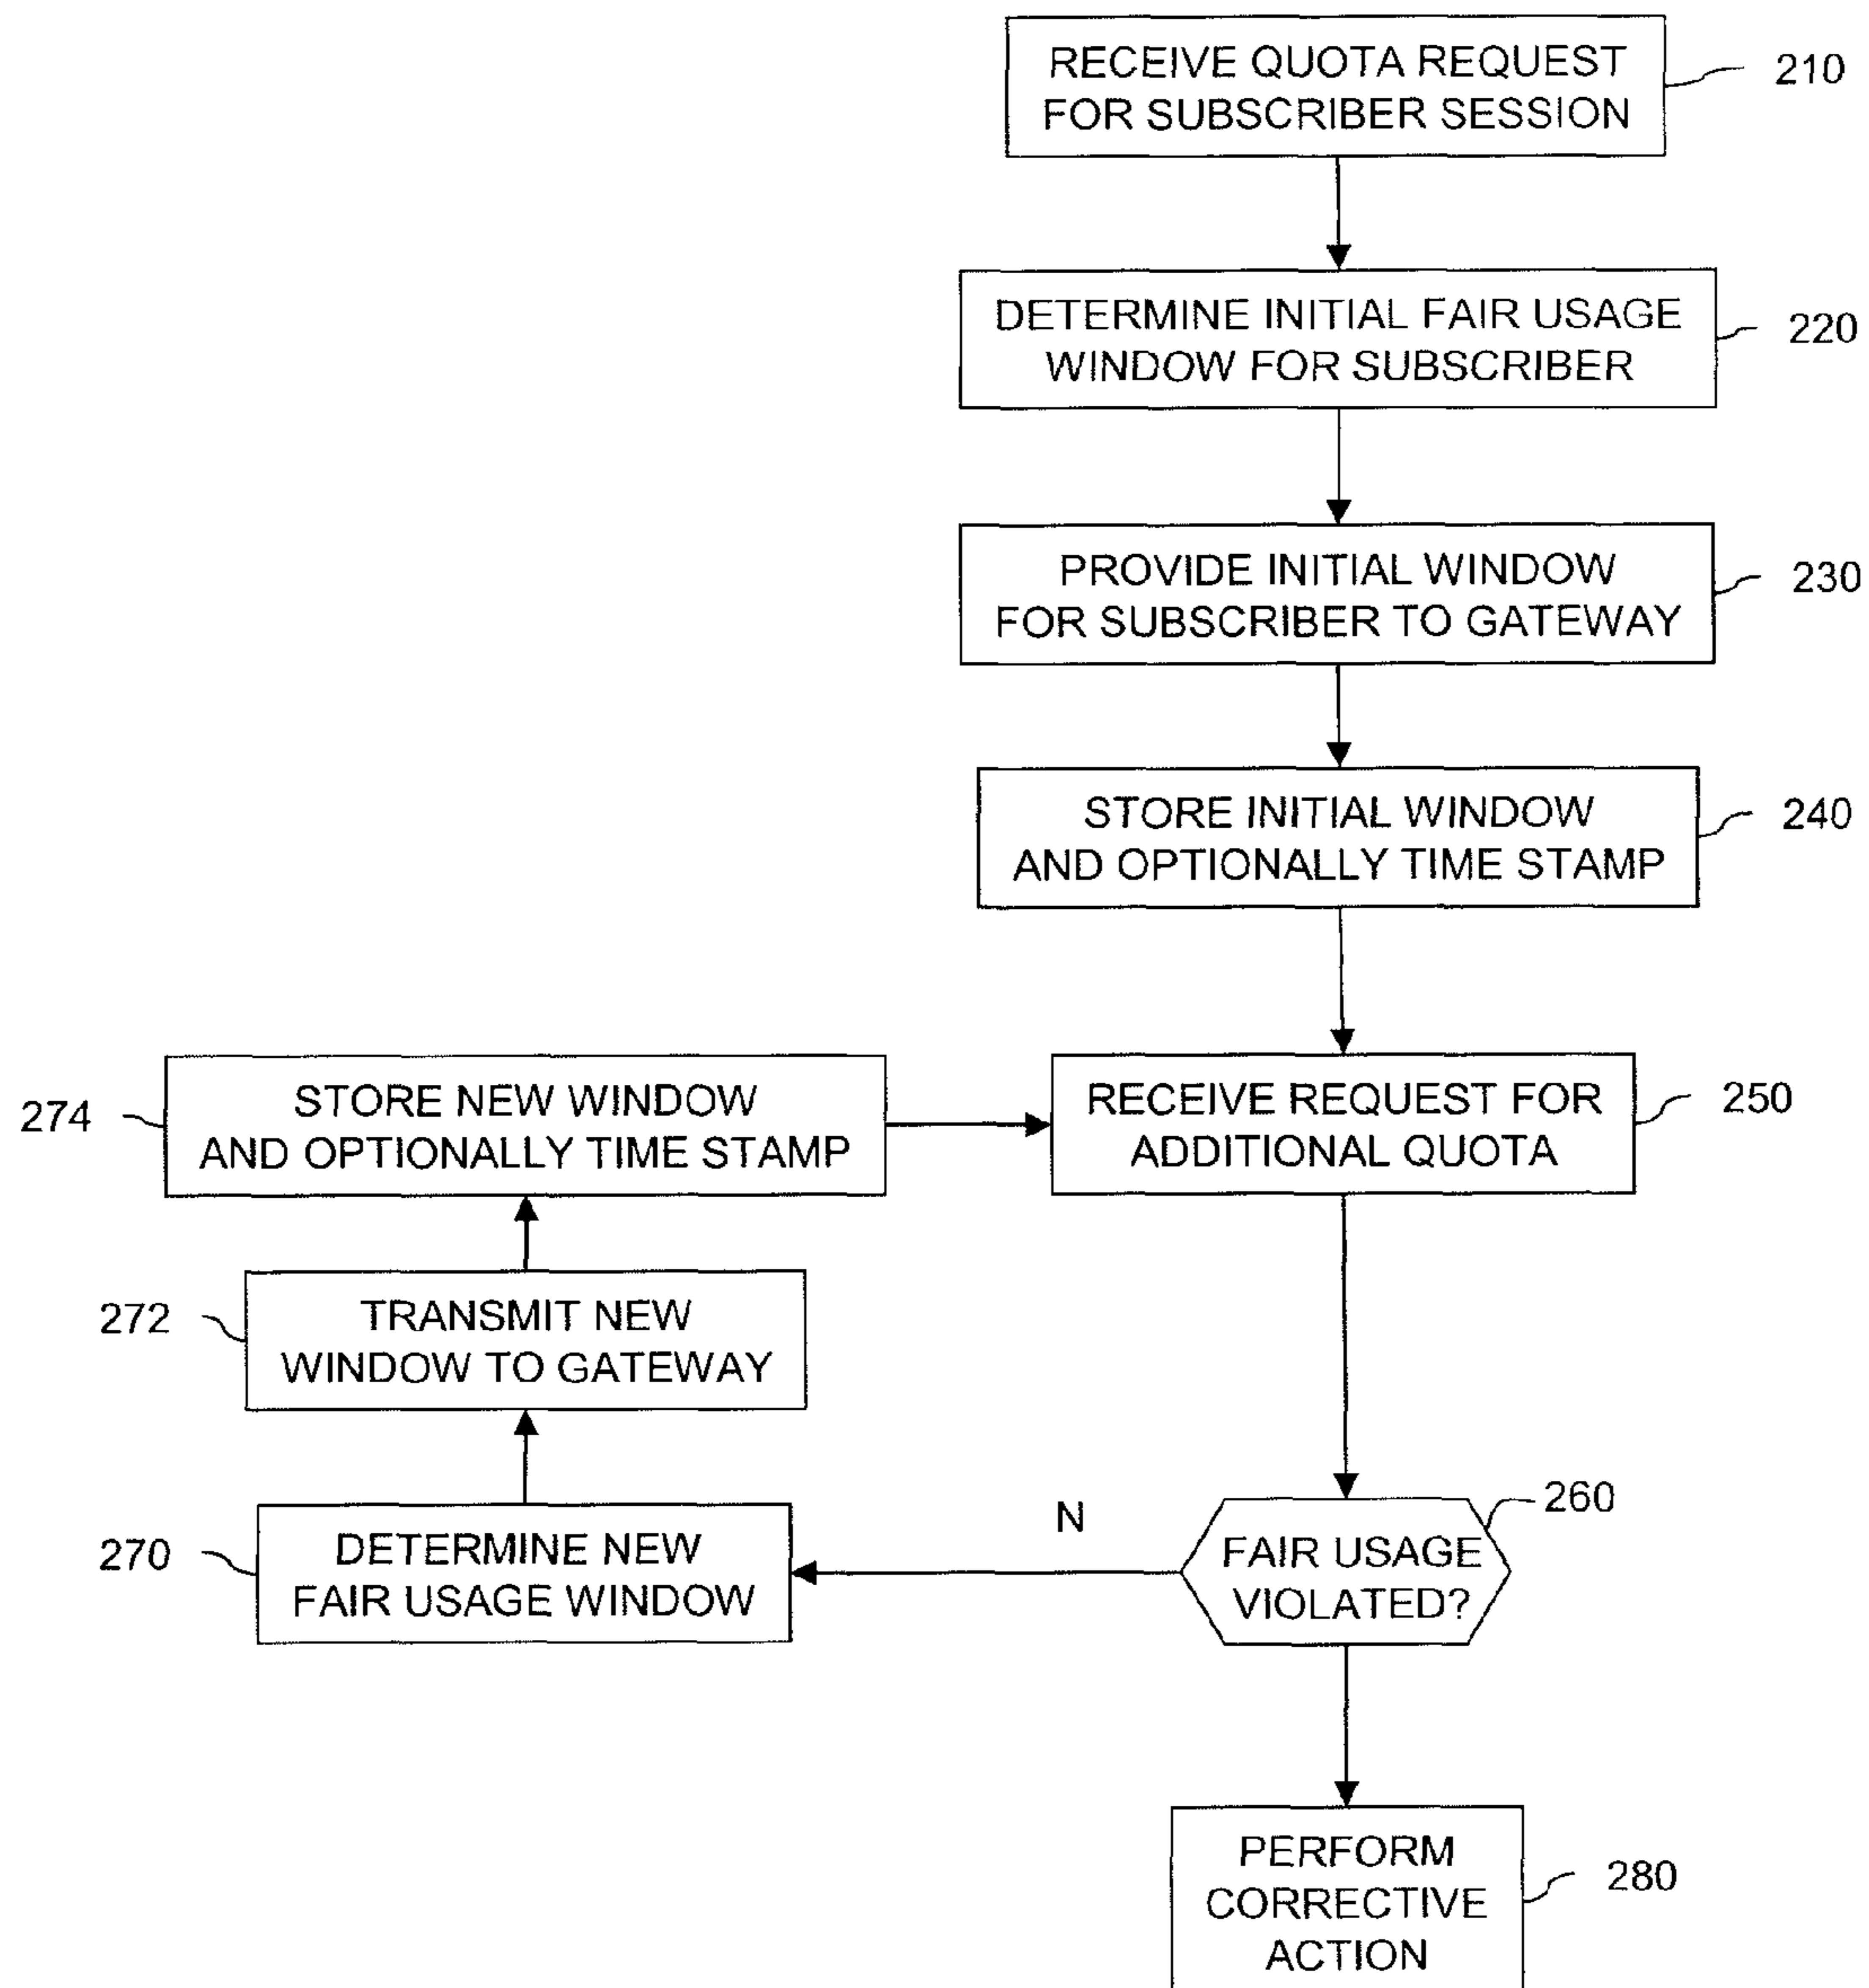 RECEIVE QUOTA REQUEST
FOR SUBSCRIBER SESSION
210
DETERMINE INITIAL FAIR USAGE
WINDOW FOR SUBSCRIBER
220
PROVIDE INITIAL WINDOW
FOR SUBSCRIBER TO GATEWAY
230
STORE INITIAL WINDOW
AND OPTIONALLY TIME STAMP
240
274
STORE NEW WINDOW
AND OPTIONALLY TIME STAMP
RECEIVE REQUEST FOR
ADDITIONAL QUOTA
250
272
TRANSMIT NEW
WINDOW TO GATEWAY
270
DETERMINE NEW
FAIR USAGE WINDOW
N
FAIR USAGE
VIOLATED?
260
PERFORM
CORRECTIVE
ACTION
280